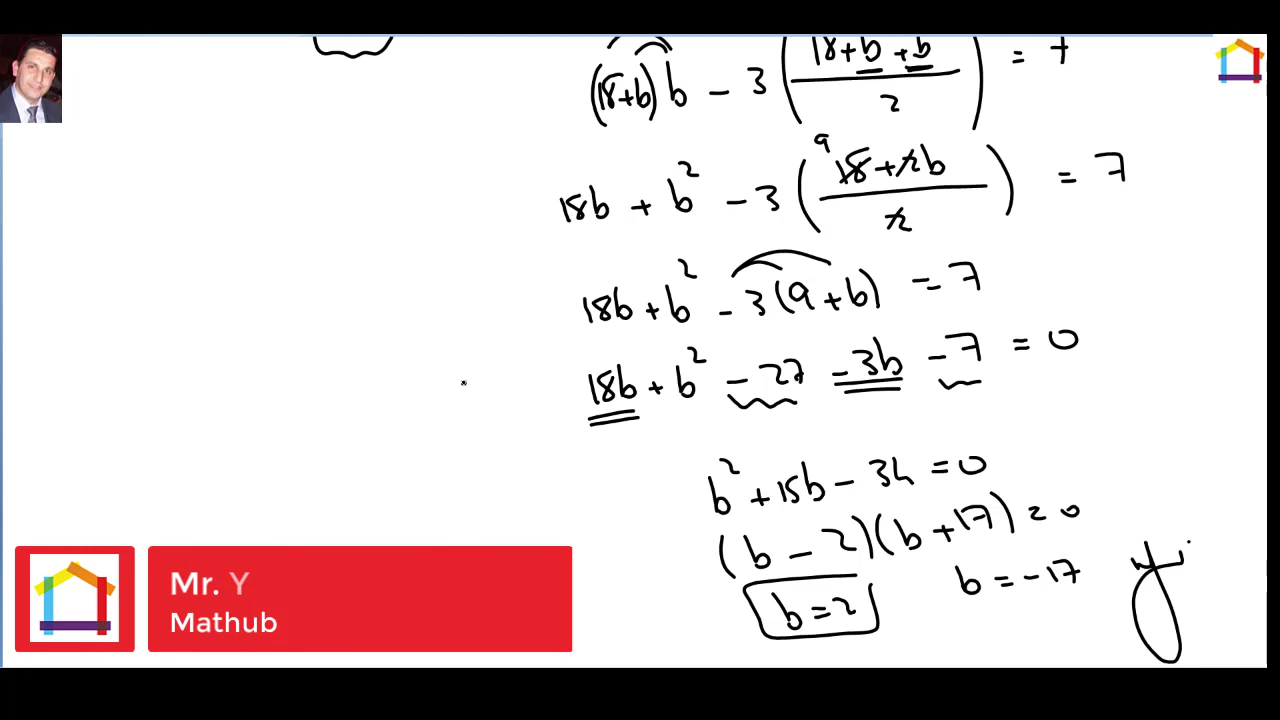 (18+b)b - 3(18+b+b/2) = 7
18b + b² - 3(18+2b/2) = 7
9
18b + b² - 3(9+b) = 7
18b + b² - 27 - 3b - 7 = 0
b² + 15b - 34 = 0
(b - 2)(b + 17) = 0
b = 2 b = -17
Mr. Y
Mathub